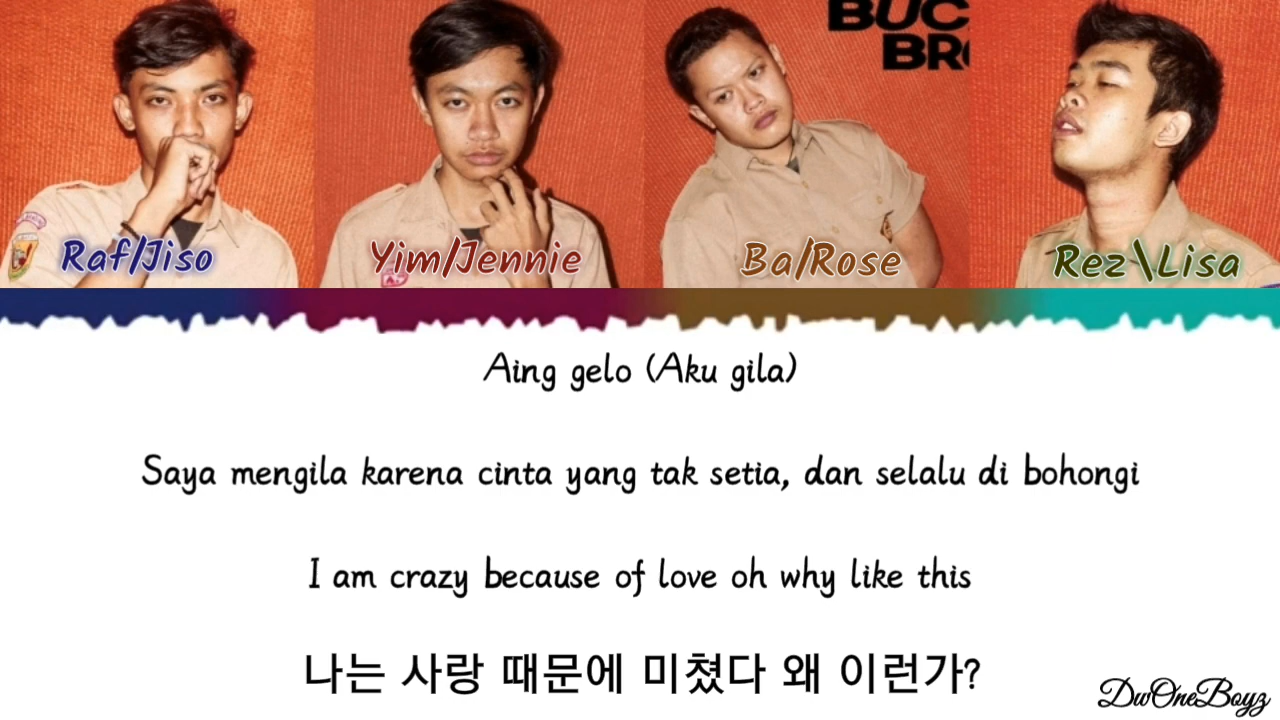 BUC
BR
Raf/Jiso
Yim/Jennie
Ba/Rose
Rez\Lisa
Aing gelo (Aku gila)
Saya mengila karena cinta yang tak setia, dan selalu di bohongi
I am crazy because of love oh why like this
나는 사랑 때문에 미쳤다 왜 이런가?
DwOneBoyz